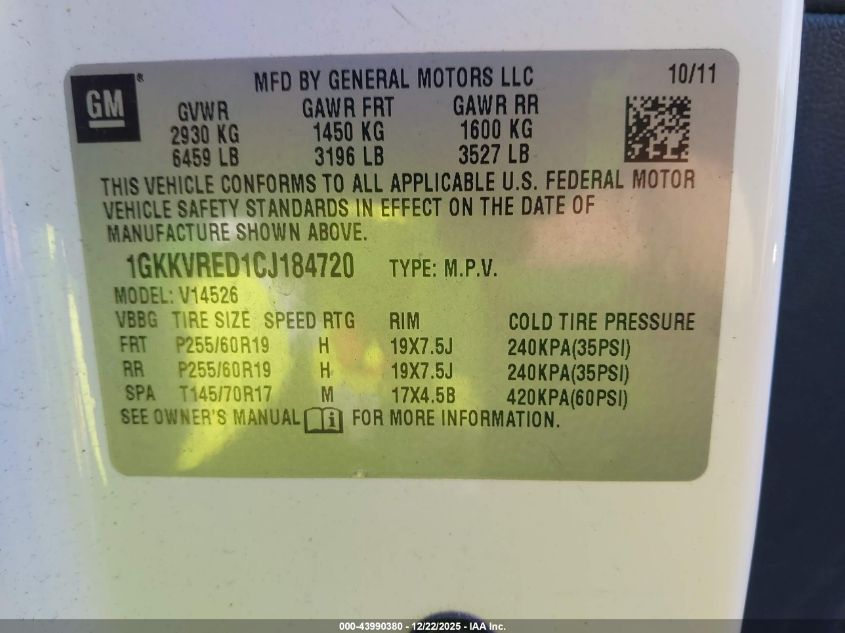 GM ® MFD BY GENERAL MOTORS LLC 10/11
GVWR GAWR FRT GAWR RR
2930 KG 1450 KG 1600 KG
6459 LB 3196 LB 3527 LB
THIS VEHICLE CONFORMS TO ALL APPLICABLE U.S. FEDERAL MOTOR
VEHICLE SAFETY STANDARDS IN EFFECT ON THE DATE OF
MANUFACTURE SHOWN ABOVE.
1GKKVRED1CJ184720 TYPE: M.P.V.
MODEL: V14526
VBBG TIRE SIZE SPEED RTG RIM COLD TIRE PRESSURE
FRT P255/60R19 H 19X7.5J 240KPA(35PSI)
RR P255/60R19 H 19X7.5J 240KPA(35PSI)
SPA T145/70R17 M 17X4.5B 420KPA(60PSI)
SEE OWNER'S MANUAL i FOR MORE INFORMATION.
000-43990380 - 12/22/2025 - IAA Inc.